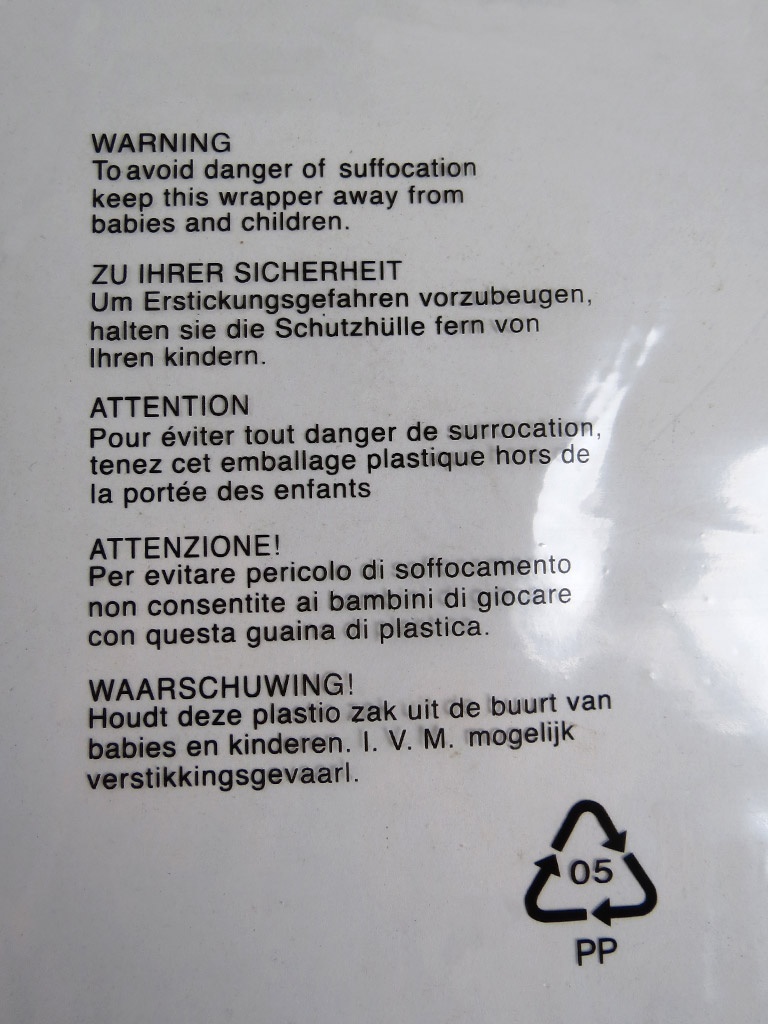 WARNING
To avoid danger of suffocation
keep this wrapper away from
babies and children.
ZU IHRER SICHERHEIT
Um Erstickungsgefahren vorzubeugen,
halten sie die Schutzhülle fern von
Ihren kindern.
ATTENTION
Pour éviter tout danger de surrocation,
tenez cet emballage plastique hors de
la portée des enfants
ATTENZIONE!
Per evitare pericolo di soffocamento
non consentite ai bambini di giocare
con questa guaina di plastica.
WAARSCHUWING!
Houdt deze plastio zak uit de buurt van
babies en kinderen. I. V. M. mogelijk
verstikkingsgevaarl.
05
PP